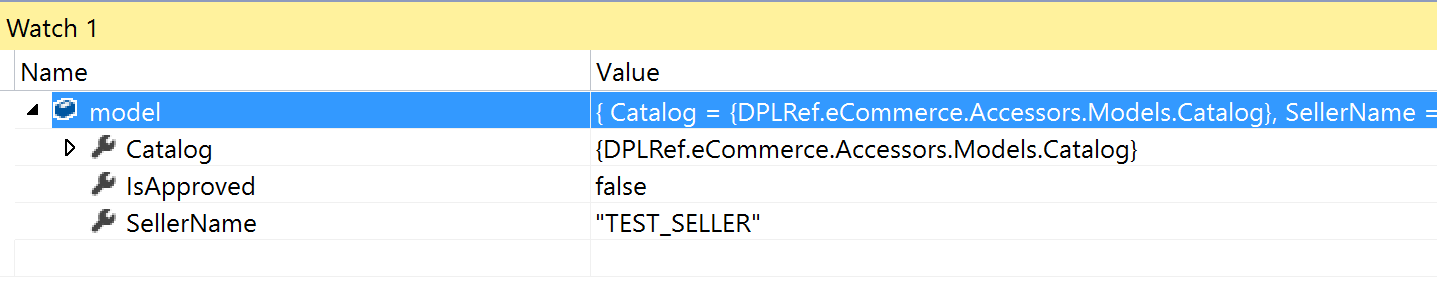 Watch 1
Name Value
model { Catalog = {DPLRef.eCommerce.Accessors.Models.Catalog}, SellerName =
Catalog {DPLRef.eCommerce.Accessors.Models.Catalog}
IsApproved false
SellerName "TEST_SELLER"